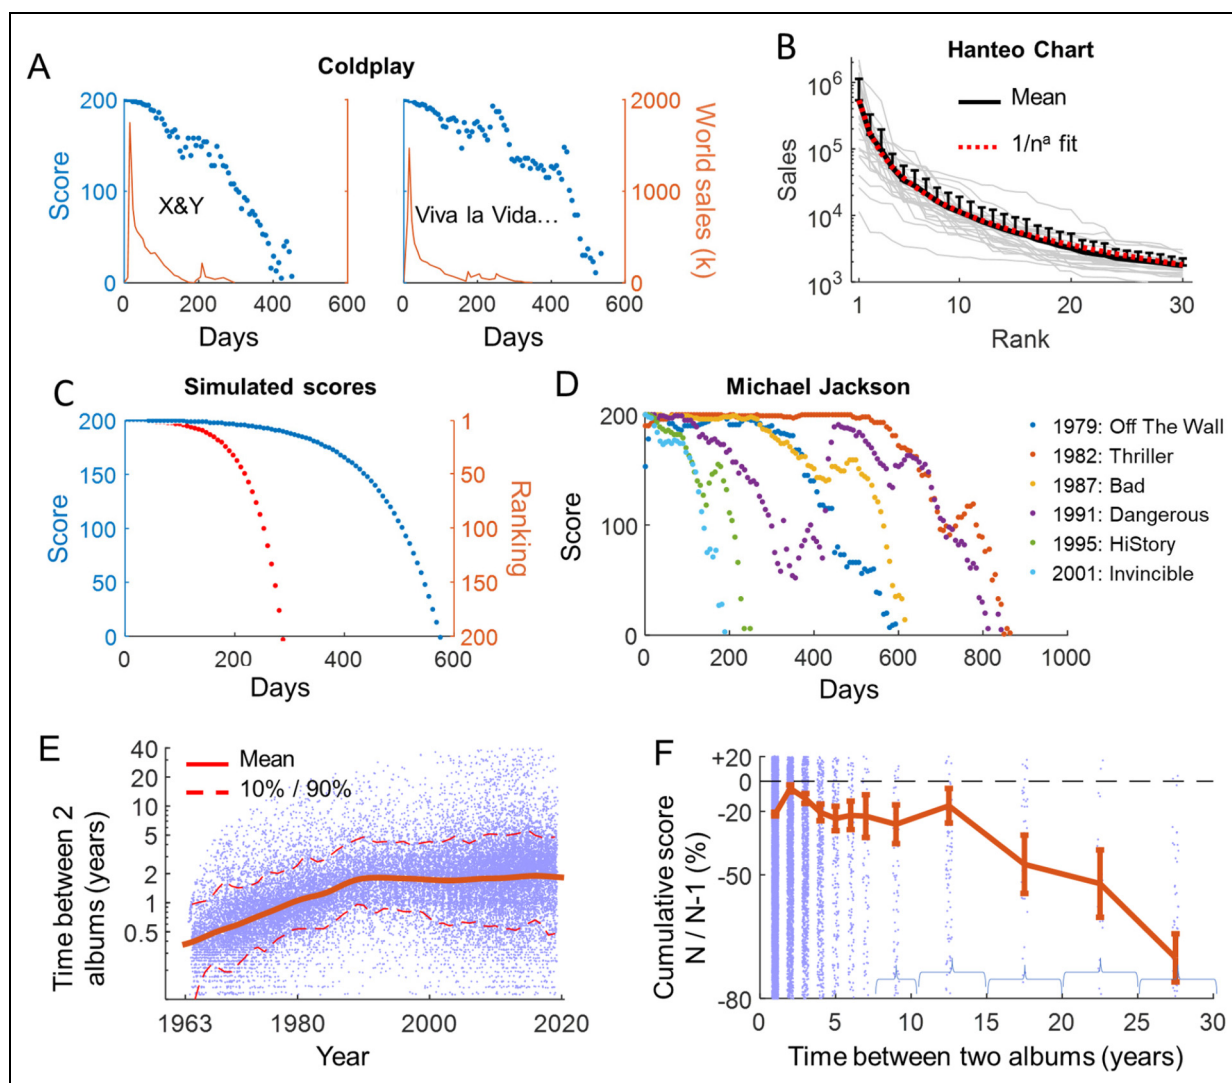 A
Coldplay
200
100
0
Score
X&Y
0 200 400 600
Days
Viva la Vida…
0 200 400 600
Days
2000
1000
0
World sales (k)
B
Hanteo Chart
Mean
1/nᵃ fit
10⁶
10⁵
10⁴
10³
Sales
1 10 20 30
Rank
C
Simulated scores
200
150
100
50
0
Score
1
50
100
150
200
Ranking
0 200 400 600
Days
D
Michael Jackson
200
100
0
Score
0 200 400 600 800 1000
Days
1979: Off The Wall
1982: Thriller
1987: Bad
1991: Dangerous
1995: HiStory
2001: Invincible
E
Mean
10% / 90%
40
20
10
5
2
1
0.5
Time between 2
albums (years)
1963 1980 2000 2020
Year
F
+20
0
-20
-50
-80
Cumulative score
N / N-1 (%)
0 5 10 15 20 25 30
Time between two albums (years)